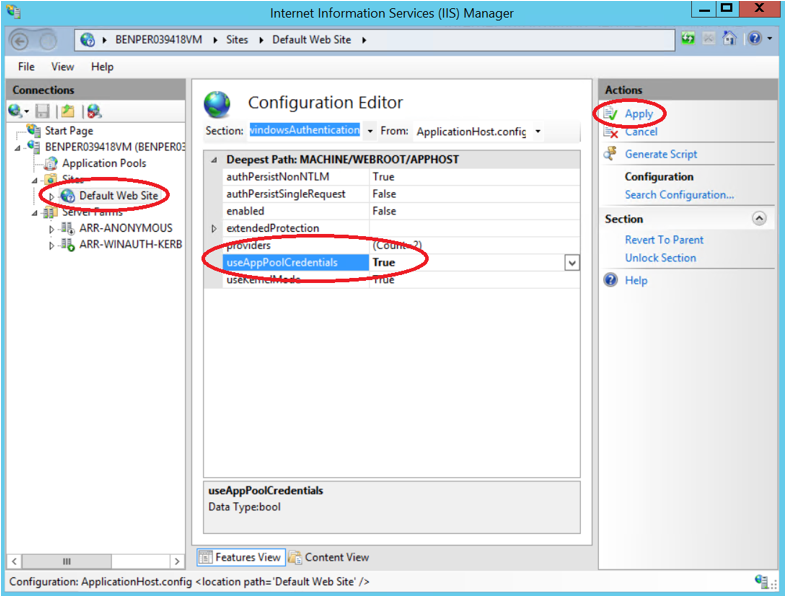 Internet Information Services (IIS) Manager
BENPER039418VM Sites Default Web Site
File View Help
Connections
Start Page
BENPER039418VM (BENPER03
Application Pools
Sites
Default Web Site
Server Farms
ARR-ANONYMOUS
ARR-WINAUTH-KERB
Configuration Editor
Section: windowsAuthentication From: ApplicationHost.config
Deepest Path: MACHINE/WEBROOT/APPHOST
authPersistNonNTLM True
authPersistSingleRequest False
enabled False
extendedProtection
providers (Count=2)
useAppPoolCredentials True
useKernelMode True
useAppPoolCredentials
Data Type:bool
Features View Content View
Actions
Apply
Cancel
Generate Script
Configuration
Search Configuration...
Section
Revert To Parent
Unlock Section
Help
Configuration: ApplicationHost.config <location path='Default Web Site' />